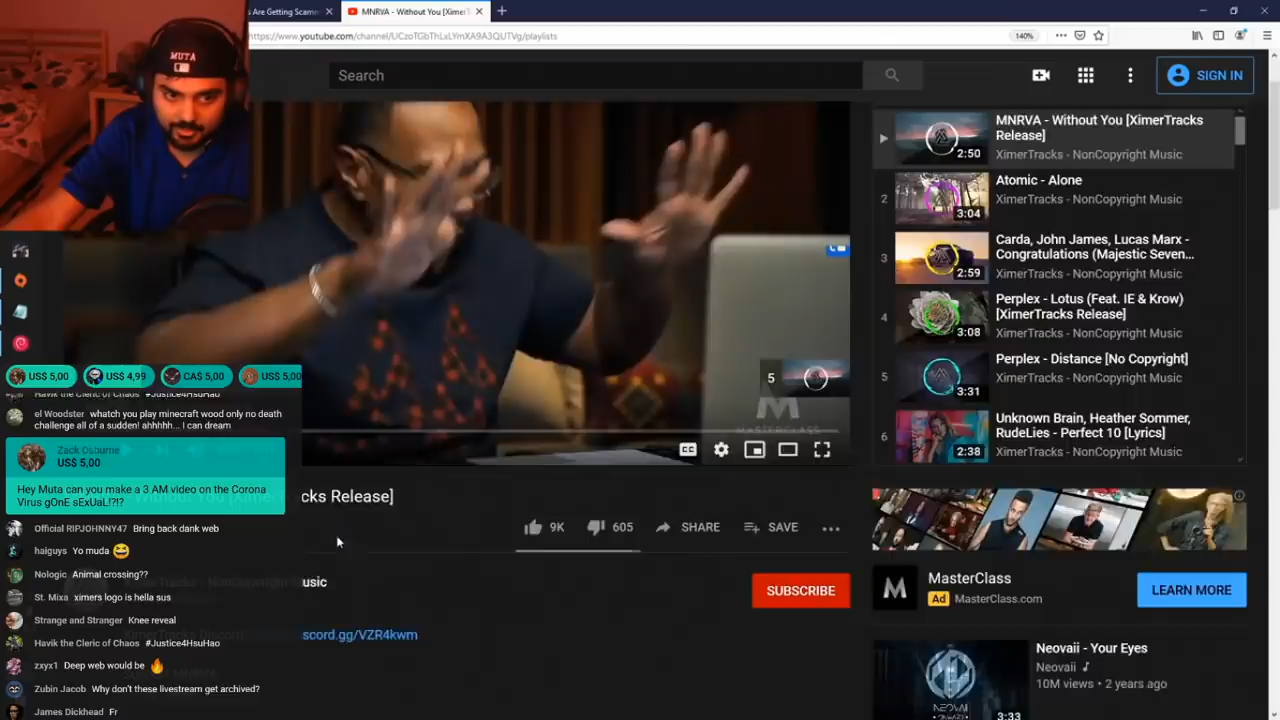 MUTA
s Are Getting Scamm
MNRVA - Without You [XimerT
https://www.youtube.com/channel/UCzoTGbThLxLYmXA9A3QUTVg/playlists
140%
Search
SIGN IN
MNRVA - Without You [XimerTracks
Release]
2:50
XimerTracks - NonCopyright Music
2
Atomic - Alone
XimerTracks - NonCopyright Music
3:04
3
Carda, John James, Lucas Marx -
Congratulations (Majestic Seven...
2:59
XimerTracks - NonCopyright Music
4
Perplex - Lotus (Feat. IE & Krow)
[XimerTracks Release]
3:08
XimerTracks - NonCopyright Music
5
Perplex - Distance [No Copyright]
XimerTracks - NonCopyright Music
3:31
6
Unknown Brain, Heather Sommer,
RudeLies - Perfect 10 [Lyrics]
2:38
XimerTracks - NonCopyright Music
5
M
MASTERCLASS
CC
US$ 5,00
US$ 4,99
CA$ 5,00
US$ 5,00
Havik the Cleric of Chaos #Justice4HsuHao
el Woodster whatch you play minecraft wood only no death
challenge all of a sudden! ahhhhh... I can dream
Zack Osburne
US$ 5,00
Hey Muta can you make a 3 AM video on the Corona
Virus gOnE sExUaL!?!?
Official RIPJOHNNY47 Bring back dank web
haiguys Yo muda
Nologic Animal crossing??
St. Mixa ximers logo is hella sus
Strange and Stranger Knee reveal
Havik the Cleric of Chaos #Justice4HsuHao
zxyx1 Deep web would be
Zubin Jacob Why don't these livestream get archived?
James Dickhead Fr
cks Release]
9K
605
SHARE
SAVE
usic
SUBSCRIBE
scord.gg/VZR4kwm
M
MasterClass
Ad MasterClass.com
LEARN MORE
Neovaii - Your Eyes
Neovaii
10M views • 2 years ago
NEOVAII
3:33